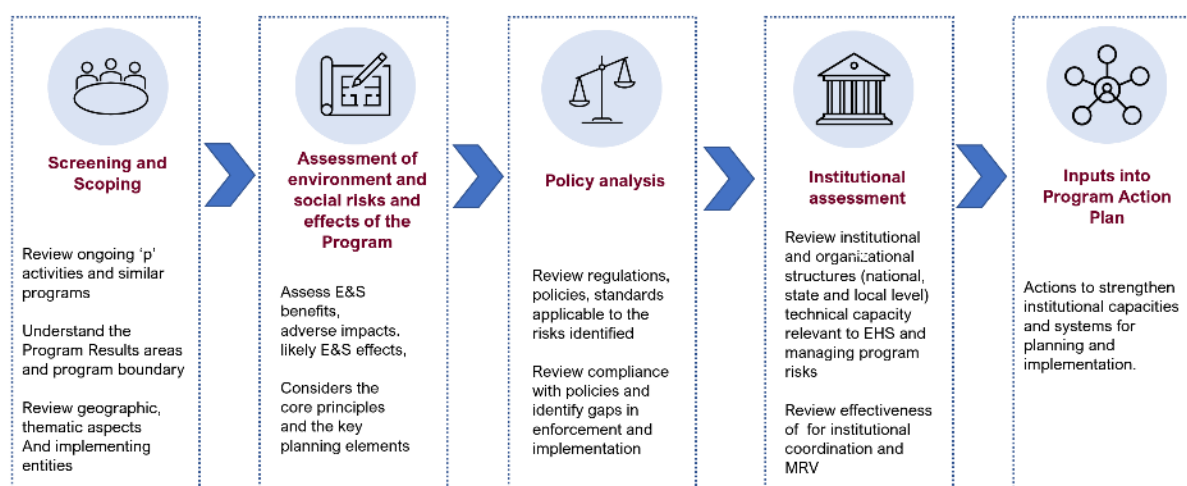 Screening and
Scoping
Review ongoing ‘p’
activities and similar
programs
Understand the
Program Results areas
and program boundary
Review geographic,
thematic aspects
And implementing
entities
Assessment of
environment and
social risks and
effects of the
Program
Assess E&S
benefits,
adverse impacts.
likely E&S effects,
Considers the
core principles
and the key
planning elements
Policy analysis
Review regulations,
policies, standards
applicable to the
risks identified
Review compliance
with policies and
identify gaps in
enforcement and
implementation
Institutional
assessment
Review institutional
and organizational
structures (national,
state and local level)
technical capacity
relevant to EHS and
managing program
risks
Review effectiveness
of for institutional
coordination and
MRV
Inputs into
Program Action
Plan
Actions to strengthen
institutional capacities
and systems for
planning and
implementation.